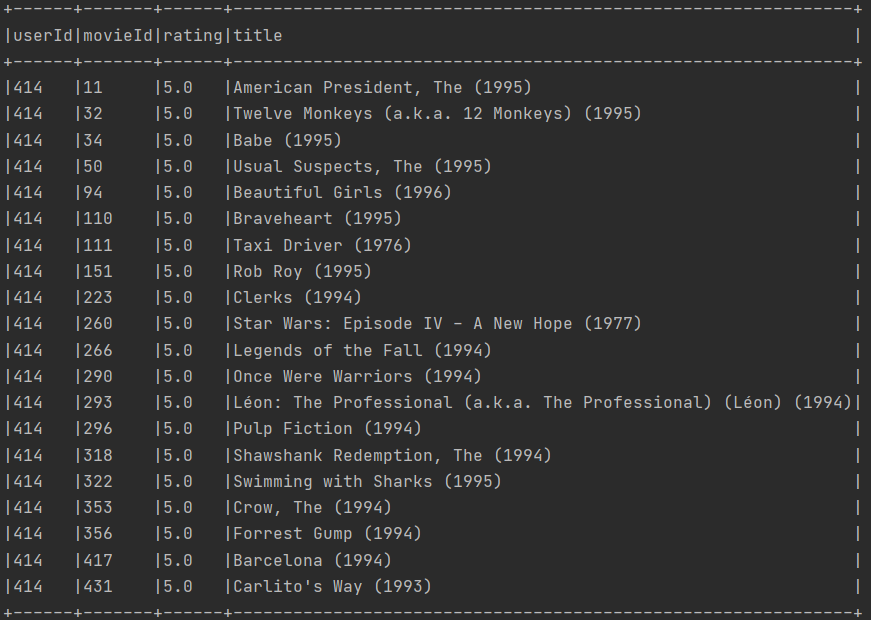 +------+-------+------+--------------------------------------------------------------+
|userId|movieId|rating|title                                                         |
+------+-------+------+--------------------------------------------------------------+
|414   |11     |5.0   |American President, The (1995)                                |
|414   |32     |5.0   |Twelve Monkeys (a.k.a. 12 Monkeys) (1995)                     |
|414   |34     |5.0   |Babe (1995)                                                   |
|414   |50     |5.0   |Usual Suspects, The (1995)                                    |
|414   |94     |5.0   |Beautiful Girls (1996)                                        |
|414   |110    |5.0   |Braveheart (1995)                                             |
|414   |111    |5.0   |Taxi Driver (1976)                                            |
|414   |151    |5.0   |Rob Roy (1995)                                                |
|414   |223    |5.0   |Clerks (1994)                                                 |
|414   |260    |5.0   |Star Wars: Episode IV - A New Hope (1977)                     |
|414   |266    |5.0   |Legends of the Fall (1994)                                    |
|414   |290    |5.0   |Once Were Warriors (1994)                                     |
|414   |293    |5.0   |Léon: The Professional (a.k.a. The Professional) (Léon) (1994)|
|414   |296    |5.0   |Pulp Fiction (1994)                                           |
|414   |318    |5.0   |Shawshank Redemption, The (1994)                              |
|414   |322    |5.0   |Swimming with Sharks (1995)                                   |
|414   |353    |5.0   |Crow, The (1994)                                              |
|414   |356    |5.0   |Forrest Gump (1994)                                           |
|414   |417    |5.0   |Barcelona (1994)                                              |
|414   |431    |5.0   |Carlito's Way (1993)                                          |
+------+-------+------+--------------------------------------------------------------+